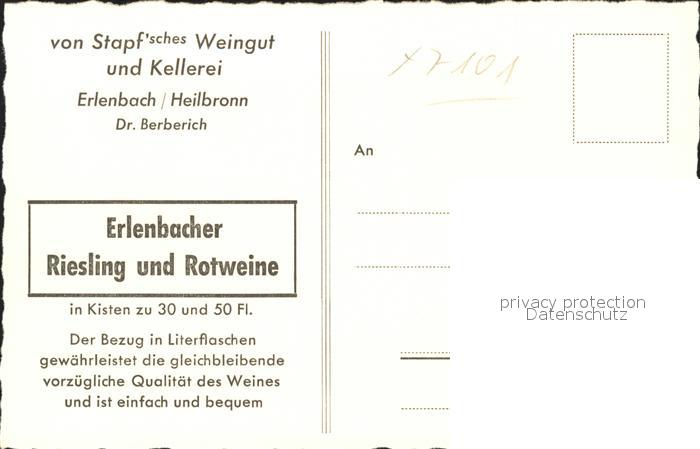 von Stapf'sches Weingut
und Kellerei
Erlenbach / Heilbronn
Dr. Berberich
Erlenbacher
Riesling und Rotweine
in Kisten zu 30 und 50 Fl.
Der Bezug in Literflaschen
gewährleistet die gleichbleibende
vorzügliche Qualität des Weines
und ist einfach und bequem
An
privacy protection
Datenschutz